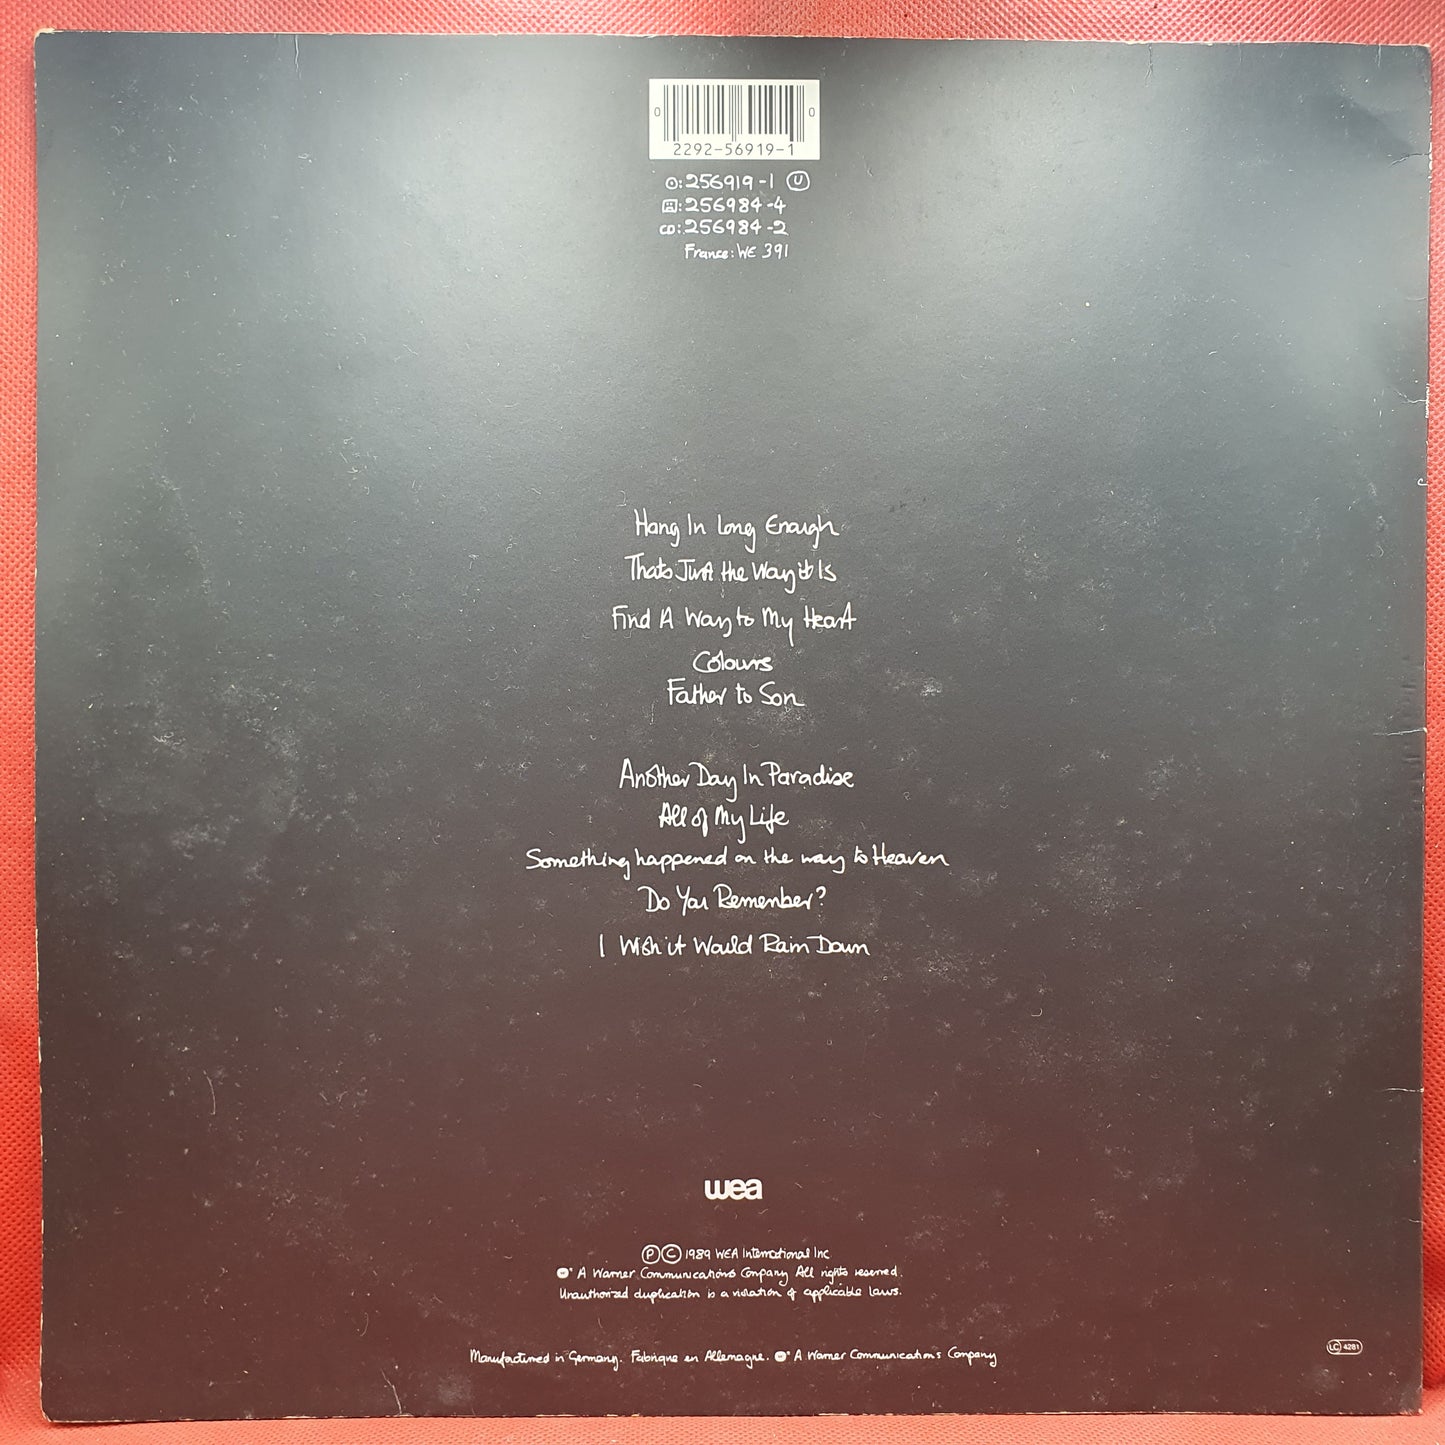 0 0
2292-56919-1
: 256919-1 U
: 256984-4
CD: 256984-2
France: WE 391
Hang In Long Enough
Thats Just the Way it Is
Find A Way to My Heart
Colours
Father to Son
Another Day In Paradise
All of My Life
Something happened on the way to Heaven
Do You Remember?
I Wish it Would Rain Down
wea
Ⓟ Ⓒ 1989 WEA International Inc
A Warner Communications Company All rights reserved.
Unauthorized duplication is a violation of applicable laws.
Manufactured in Germany. Fabrique en Allemagne. A Warner Communications Company
LC 4281